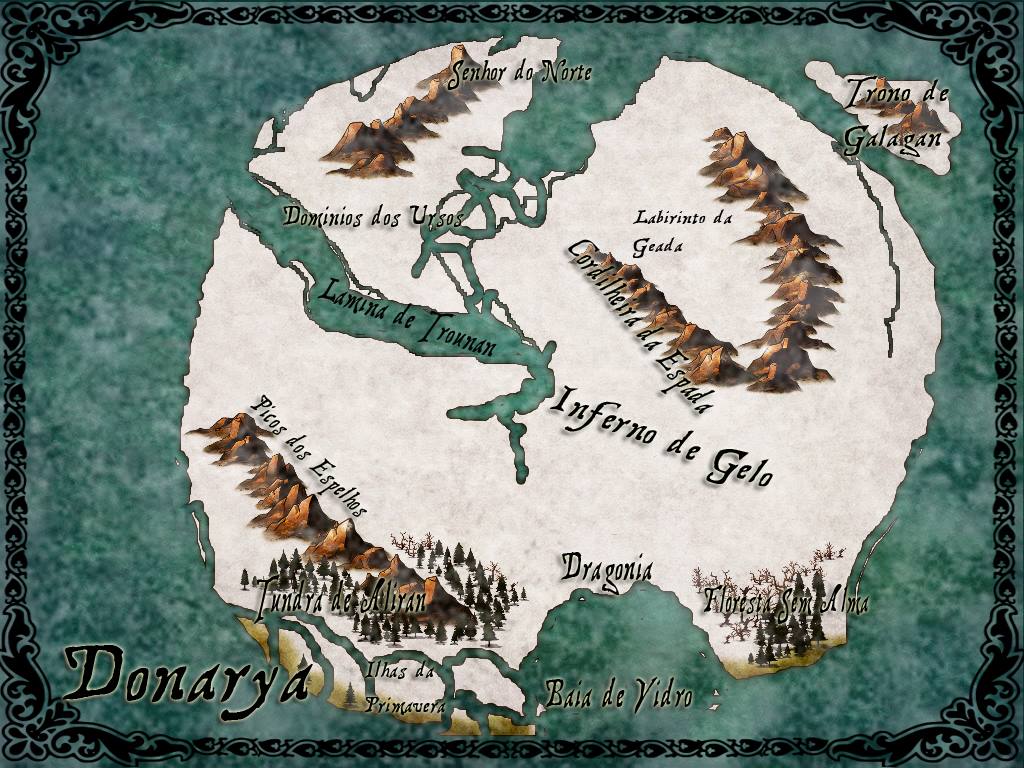 Senhor do Norte
Trono de
Galagan
Domínios dos Ursos
Labirinto da
Geada
Cordilheira da Espada
Lamina de Trounan
Inferno de Gelo
Picos dos Espelhos
Dragonia
Tundra de Aliran
Floresta Sem Alma
Ilhas da
Primavera
Baia de Vidro
Donarya